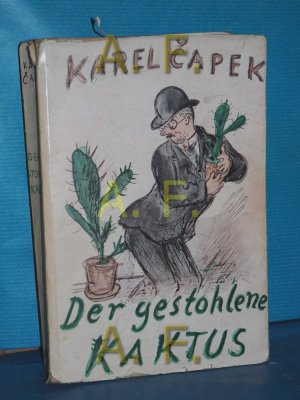 A. F.
KAREL ČAPEK
A. F.
Der gestohlene
KAKTUS
A. F.